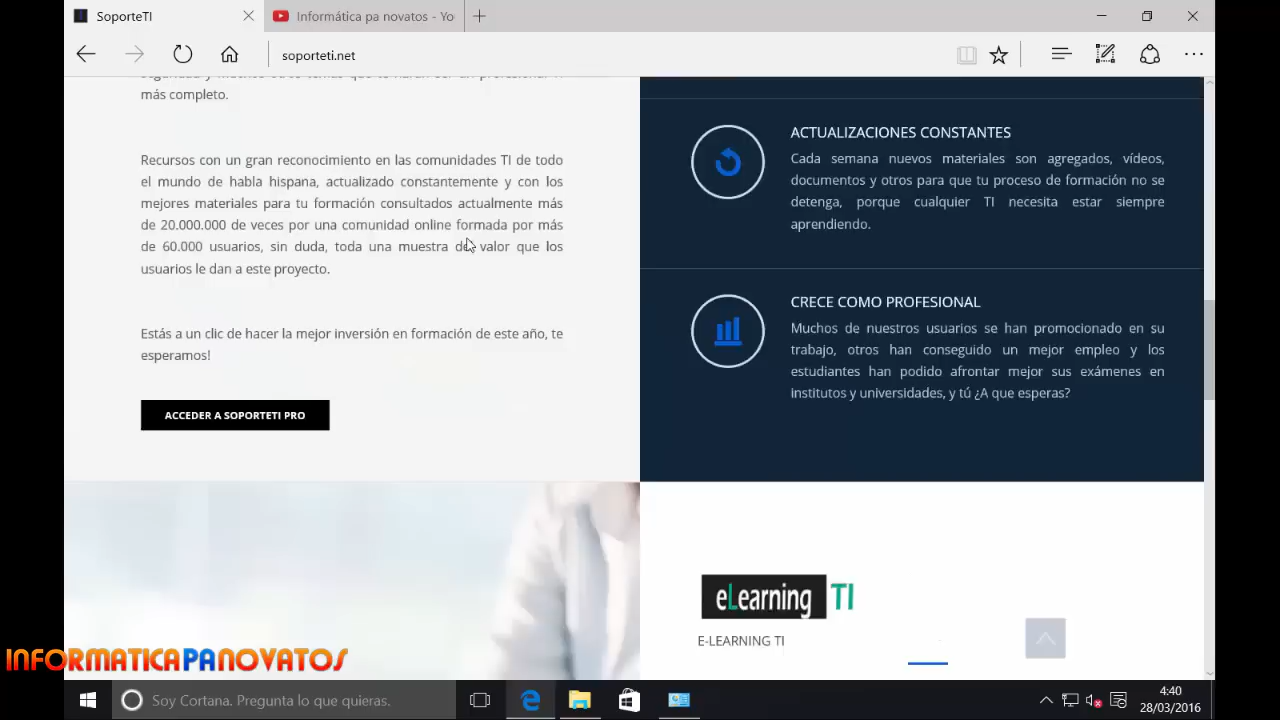 SoporteTI
Informática pa novatos - Yo
soporteti.net
más completo.
Recursos con un gran reconocimiento en las comunidades TI de todo
el mundo de habla hispana, actualizado constantemente y con los
mejores materiales para tu formación consultados actualmente más
de 20.000.000 de veces por una comunidad online formada por más
de 60.000 usuarios, sin duda, toda una muestra de valor que los
usuarios le dan a este proyecto.
Estás a un clic de hacer la mejor inversión en formación de este año, te
esperamos!
ACCEDER A SOPORTETI PRO
ACTUALIZACIONES CONSTANTES
Cada semana nuevos materiales son agregados, vídeos,
documentos y otros para que tu proceso de formación no se
detenga, porque cualquier TI necesita estar siempre
aprendiendo.
CRECE COMO PROFESIONAL
Muchos de nuestros usuarios se han promocionado en su
trabajo, otros han conseguido un mejor empleo y los
estudiantes han podido afrontar mejor sus exámenes en
institutos y universidades, y tú ¿A que esperas?
eLearning TI
E-LEARNING TI
INFORMATICAPANOVATOS
Soy Cortana. Pregunta lo que quieras.
4:40
28/03/2016